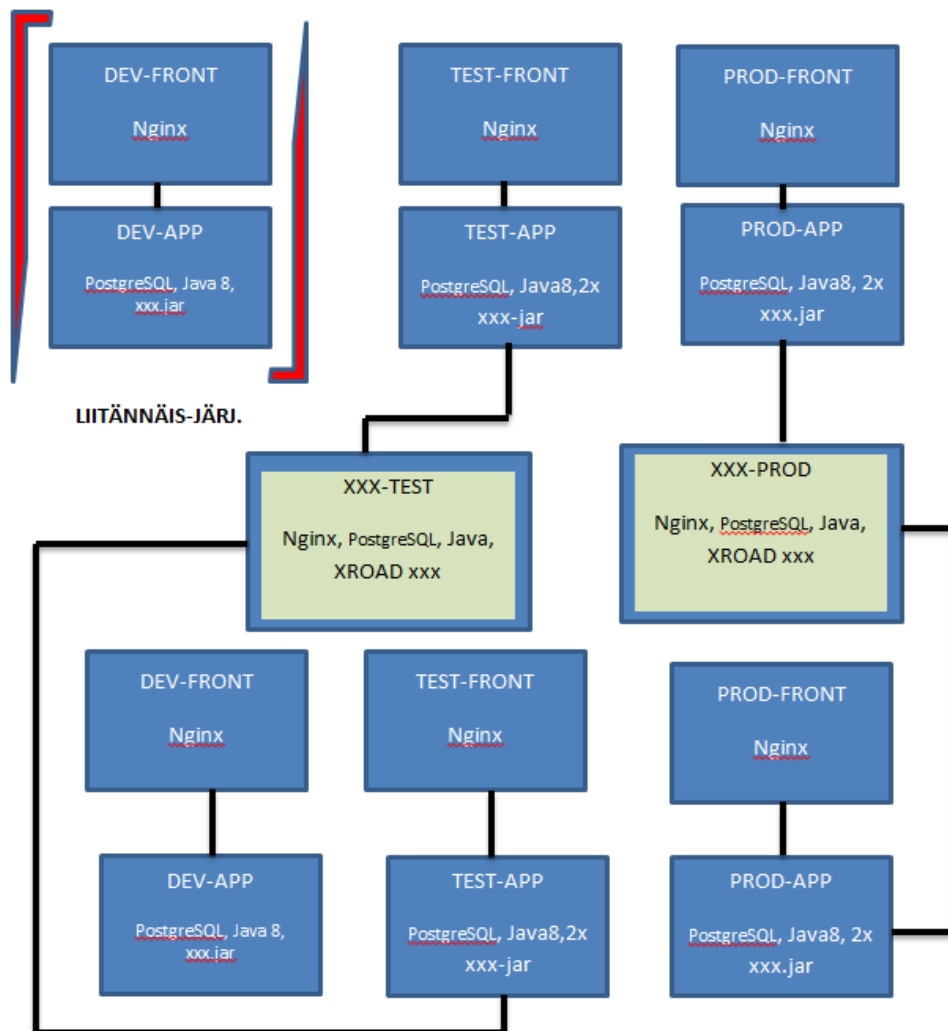 DEV-FRONT
Nginx
TEST-FRONT
Nginx
PROD-FRONT
Nginx
DEV-APP
PostgreSQL, Java 8,
xxx.jar
TEST-APP
PostgreSQL, Java8,2x
xxx-jar
PROD-APP
PostgreSQL, Java8, 2x
xxx.jar
LIITÄNNÄIS-JÄRJ.
XXX-TEST
Nginx, PostgreSQL, Java,
XROAD xxx
XXX-PROD
Nginx, PostgreSQL, Java,
XROAD xxx
DEV-FRONT
Nginx
TEST-FRONT
Nginx
PROD-FRONT
Nginx
DEV-APP
PostgreSQL, Java 8,
xxx.jar
TEST-APP
PostgreSQL, Java8,2x
xxx-jar
PROD-APP
PostgreSQL, Java8, 2x
xxx.jar